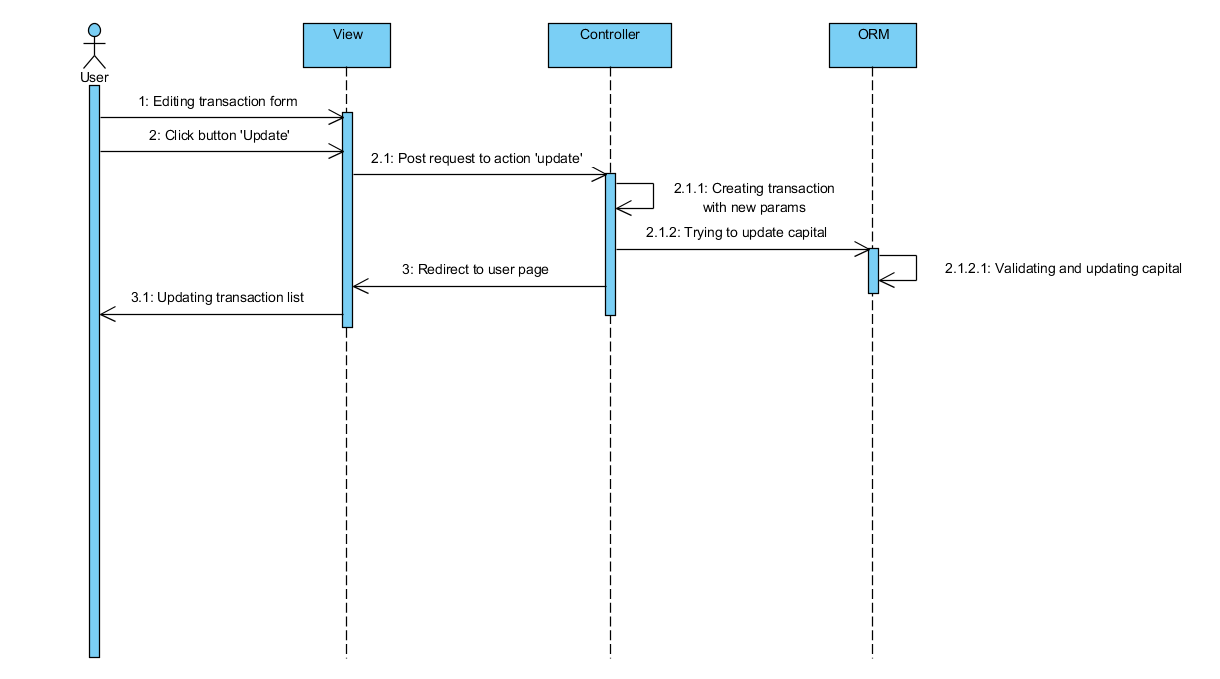 View
Controller
ORM
User
1: Editing transaction form
2: Click button 'Update'
2.1: Post request to action 'update'
2.1.1: Creating transaction
with new params
2.1.2: Trying to update capital
2.1.2.1: Validating and updating capital
3: Redirect to user page
3.1: Updating transaction list